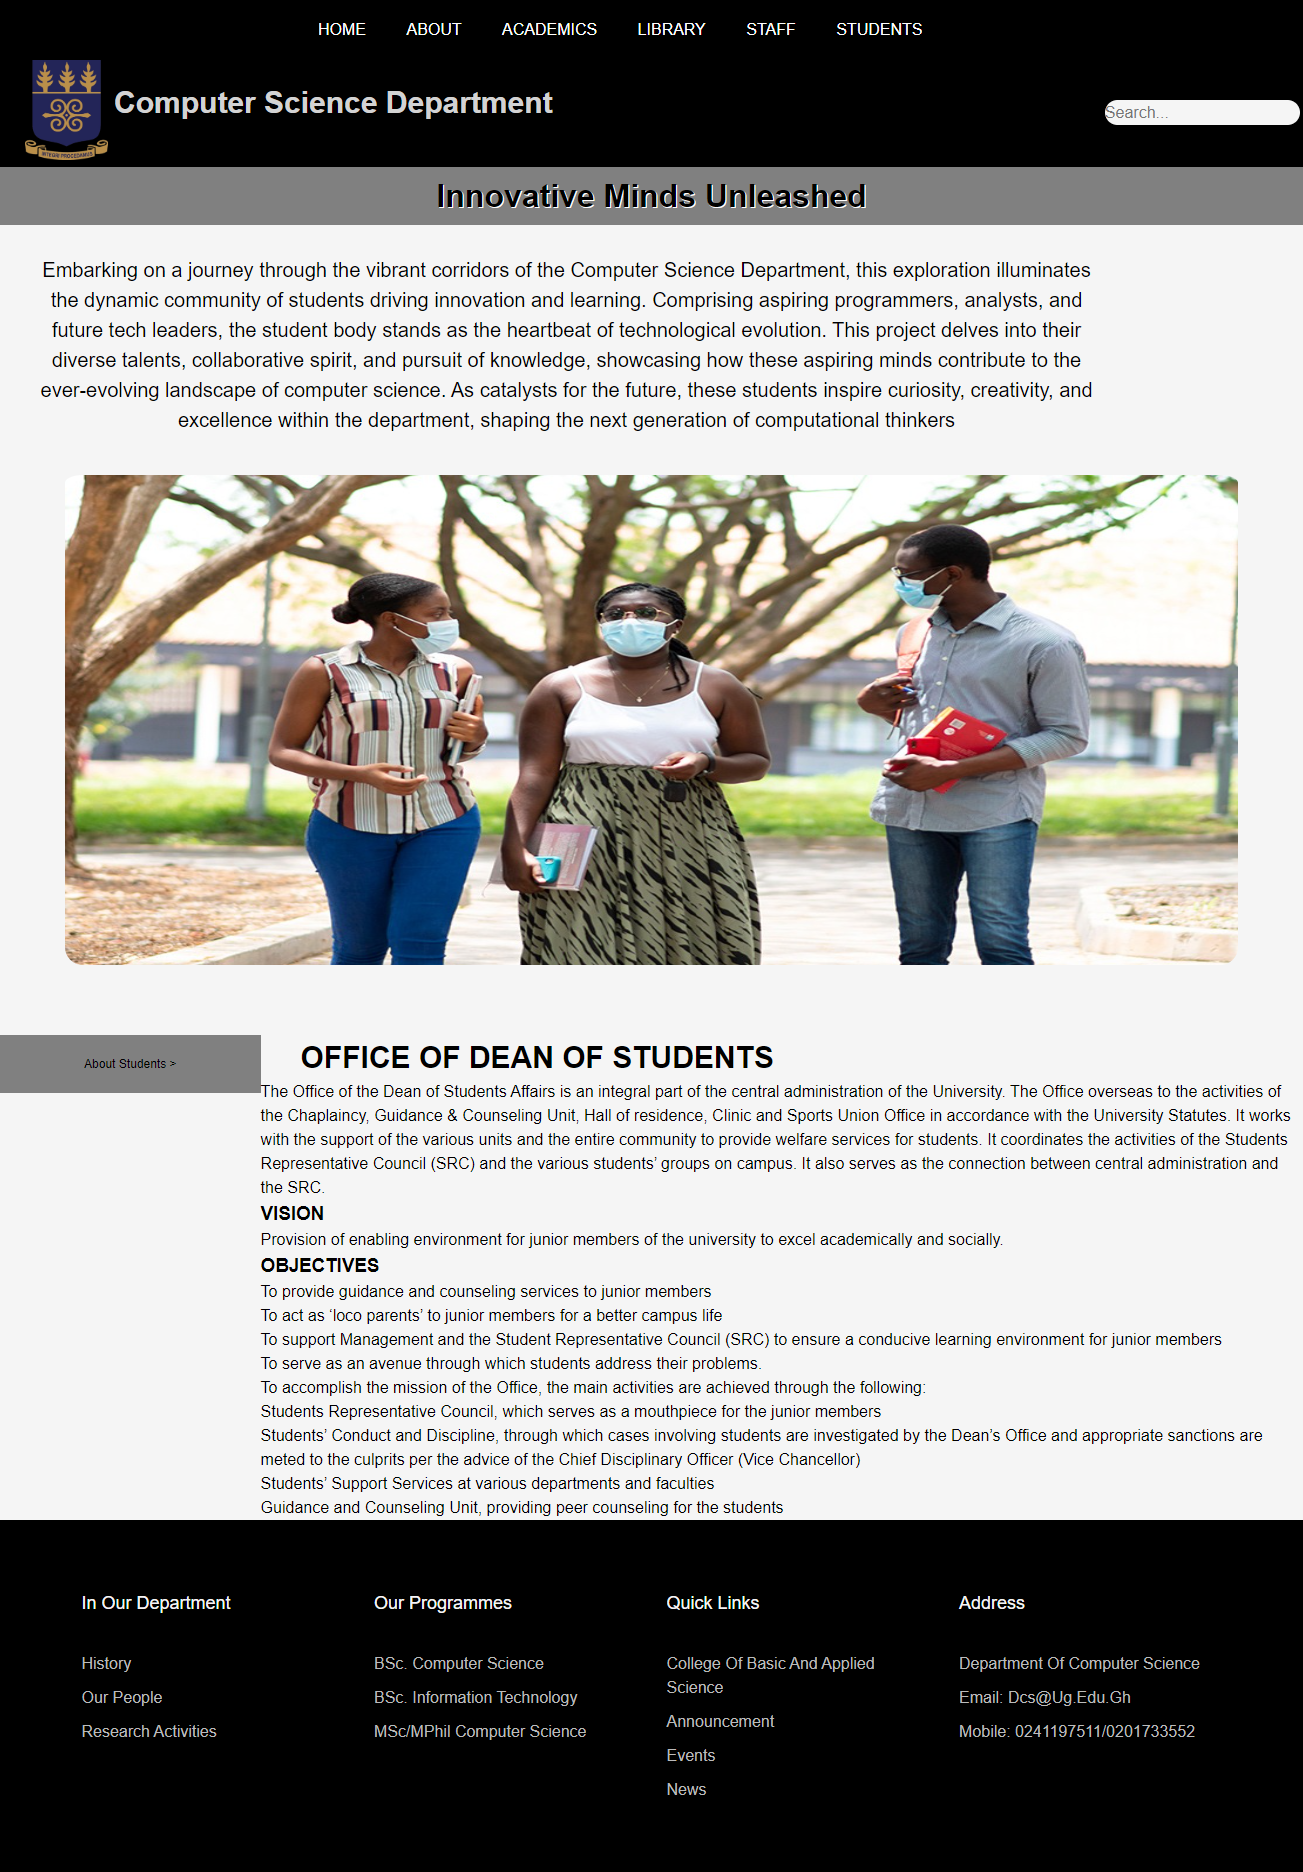 HOME ABOUT ACADEMICS LIBRARY STAFF STUDENTS
INTEGRI PROCEDAMUS
Computer Science Department
Search...
Innovative Minds Unleashed
Embarking on a journey through the vibrant corridors of the Computer Science Department, this exploration illuminates
the dynamic community of students driving innovation and learning. Comprising aspiring programmers, analysts, and
future tech leaders, the student body stands as the heartbeat of technological evolution. This project delves into their
diverse talents, collaborative spirit, and pursuit of knowledge, showcasing how these aspiring minds contribute to the
ever-evolving landscape of computer science. As catalysts for the future, these students inspire curiosity, creativity, and
excellence within the department, shaping the next generation of computational thinkers
About Students >
OFFICE OF DEAN OF STUDENTS
The Office of the Dean of Students Affairs is an integral part of the central administration of the University. The Office overseas to the activities of
the Chaplaincy, Guidance & Counseling Unit, Hall of residence, Clinic and Sports Union Office in accordance with the University Statutes. It works
with the support of the various units and the entire community to provide welfare services for students. It coordinates the activities of the Students
Representative Council (SRC) and the various students’ groups on campus. It also serves as the connection between central administration and
the SRC.
VISION
Provision of enabling environment for junior members of the university to excel academically and socially.
OBJECTIVES
To provide guidance and counseling services to junior members
To act as ‘loco parents’ to junior members for a better campus life
To support Management and the Student Representative Council (SRC) to ensure a conducive learning environment for junior members
To serve as an avenue through which students address their problems.
To accomplish the mission of the Office, the main activities are achieved through the following:
Students Representative Council, which serves as a mouthpiece for the junior members
Students’ Conduct and Discipline, through which cases involving students are investigated by the Dean’s Office and appropriate sanctions are
meted to the culprits per the advice of the Chief Disciplinary Officer (Vice Chancellor)
Students’ Support Services at various departments and faculties
Guidance and Counseling Unit, providing peer counseling for the students
In Our Department
History
Our People
Research Activities
Our Programmes
BSc. Computer Science
BSc. Information Technology
MSc/MPhil Computer Science
Quick Links
College Of Basic And Applied
Science
Announcement
Events
News
Address
Department Of Computer Science
Email: Dcs@Ug.Edu.Gh
Mobile: 0241197511/0201733552